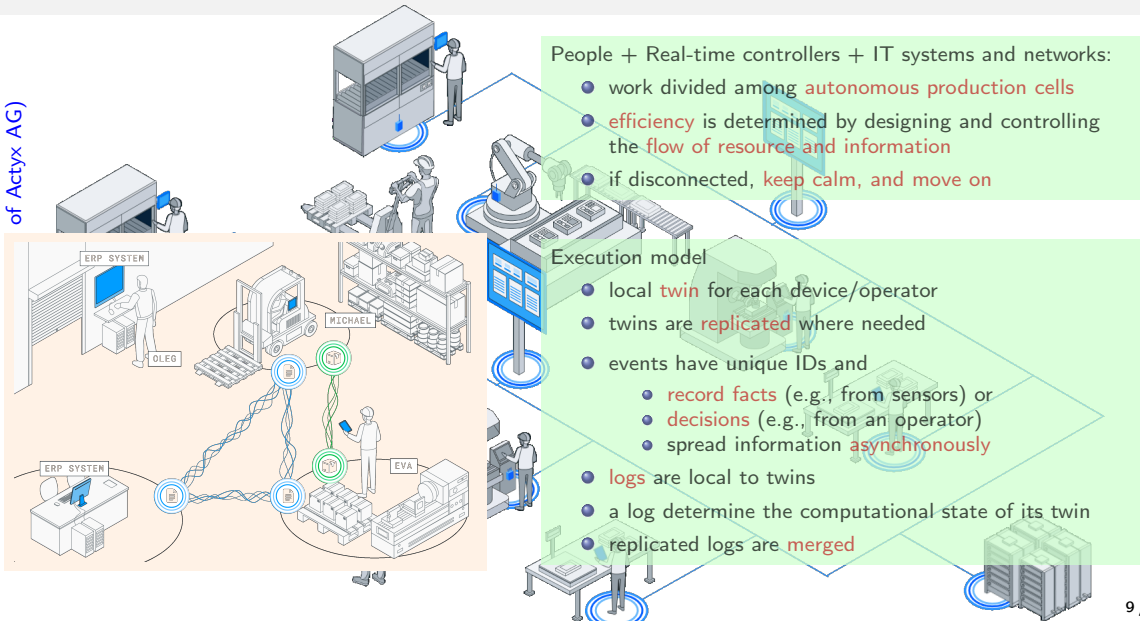 of Actyx AG)
People + Real-time controllers + IT systems and networks:
work divided among autonomous production cells
efficiency is determined by designing and controlling
the flow of resource and information
if disconnected, keep calm, and move on
ERP SYSTEM
OLEG
MICHAEL
ERP SYSTEM
EVA
Execution model
local twin for each device/operator
twins are replicated where needed
events have unique IDs and
record facts (e.g., from sensors) or
decisions (e.g., from an operator)
spread information asynchronously
logs are local to twins
a log determine the computational state of its twin
replicated logs are merged
9/